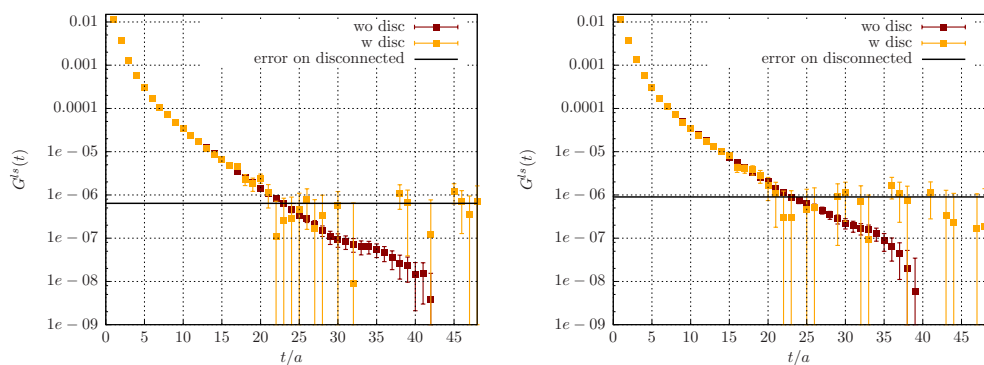 0.01
0.001
0.0001
1e − 05
1e − 06
1e − 07
1e − 08
1e − 09
G^{ls}(t)
wo disc
w disc
error on disconnected
0 5 10 15 20 25 30 35 40 45
t/a
0.01
0.001
0.0001
1e − 05
1e − 06
1e − 07
1e − 08
1e − 09
G^{ls}(t)
wo disc
w disc
error on disconnected
0 5 10 15 20 25 30 35 40 45
t/a